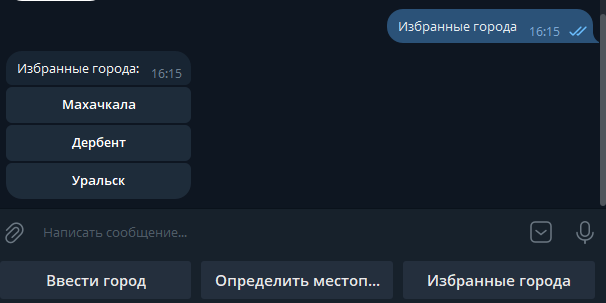 Избранные города 16:15
Избранные города: 16:15
Махачкала
Дербент
Уральск
Написать сообщение...
Ввести город
Определить местоп...
Избранные города